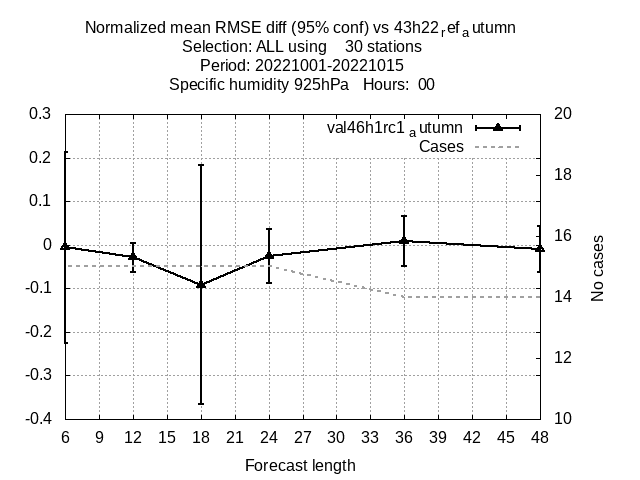 Normalized mean RMSE diff (95% conf) vs 43h22refautumn
Selection: ALL using 30 stations
Period: 20221001-20221015
Specific humidity 925hPa Hours: 00
val46h1rc1autumn
Cases
0.3
0.2
0.1
0
-0.1
-0.2
-0.3
-0.4
20
18
16
14
12
10
No cases
6 9 12 15 18 21 24 27 30 33 36 39 42 45 48
Forecast length